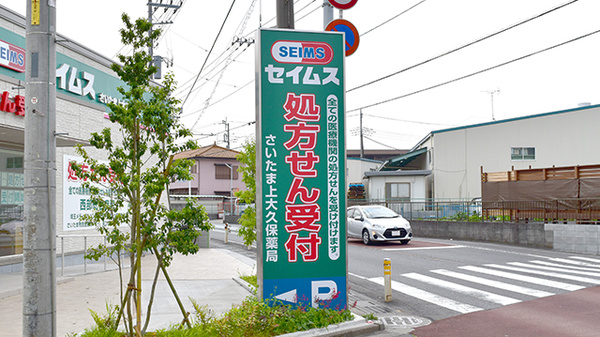 SEIMS
セイムス
処方せん受付
全ての医療機関の処方せんを受け付けます
さいたま上大久保薬局
P
SEIMS
セイムス